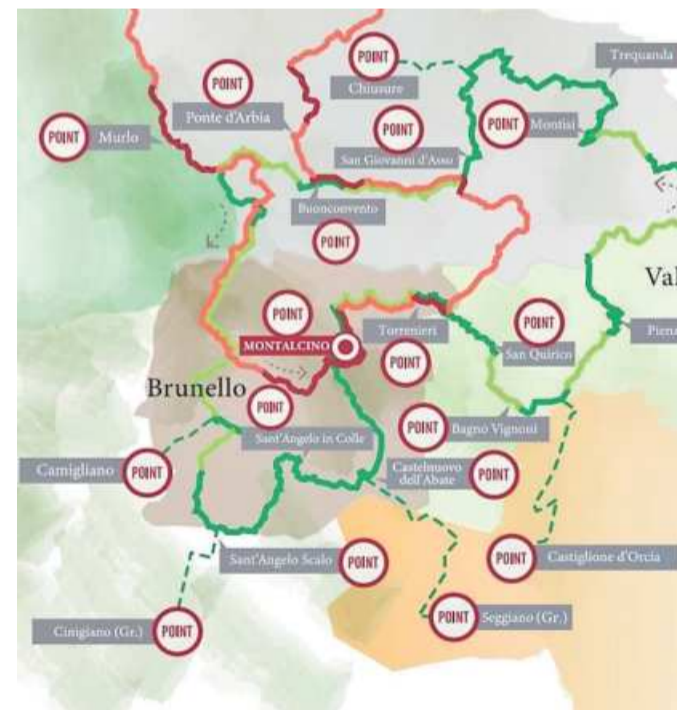 Trequanda
POINT
Chiusure
POINT
Ponte d'Arbia
POINT
Murlo
POINT
San Giovanni d'Asso
POINT
Montisi
Buonconvento
POINT
Val
POINT
MONTALCINO
Torrenieri
POINT
POINT
San Quirico
Pienz
Brunello
POINT
Sant'Angelo in Colle
POINT
Bagno Vignoni
Camigliano
POINT
Castelnuovo
dell'Abate
POINT
Sant'Angelo Scalo
POINT
POINT
Castiglione d'Orcia
Cinigiano (Gr.)
POINT
POINT
Seggiano (Gr.)